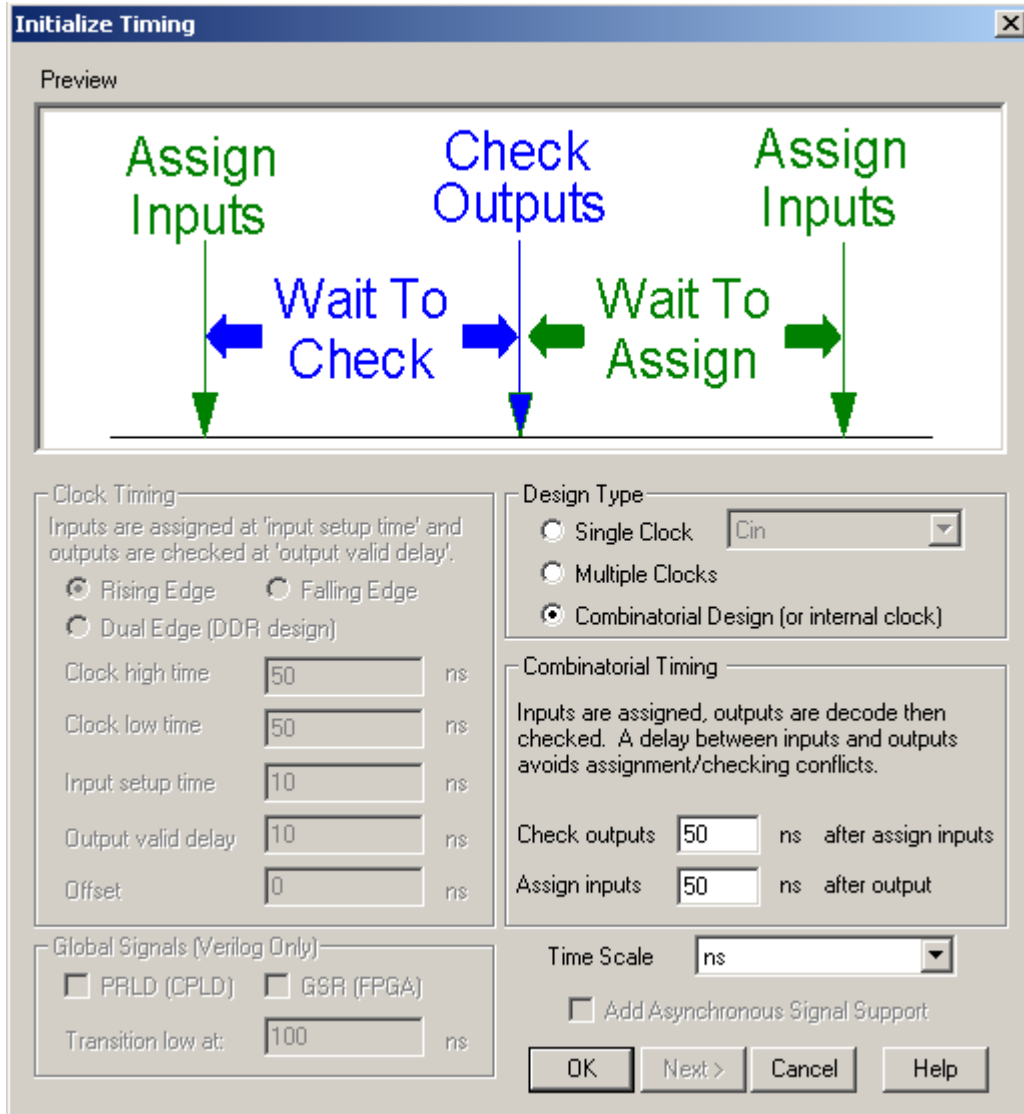 Initialize Timing
Preview
Assign
Inputs
Check
Outputs
Assign
Inputs
Wait To
Check
Wait To
Assign
Clock Timing
Inputs are assigned at 'input setup time' and
outputs are checked at 'output valid delay'.
Rising Edge
Falling Edge
Dual Edge (DDR design)
Clock high time 50 ns
Clock low time 50 ns
Input setup time 10 ns
Output valid delay 10 ns
Offset 0 ns
Global Signals (Verilog Only)
PRLD (CPLD)
GSR (FPGA)
Transition low at: 100 ns
Design Type
Single Clock Cin
Multiple Clocks
Combinatorial Design (or internal clock)
Combinatorial Timing
Inputs are assigned, outputs are decode then
checked. A delay between inputs and outputs
avoids assignment/checking conflicts.
Check outputs 50 ns after assign inputs
Assign inputs 50 ns after output
Time Scale ns
Add Asynchronous Signal Support
OK
Next >
Cancel
Help